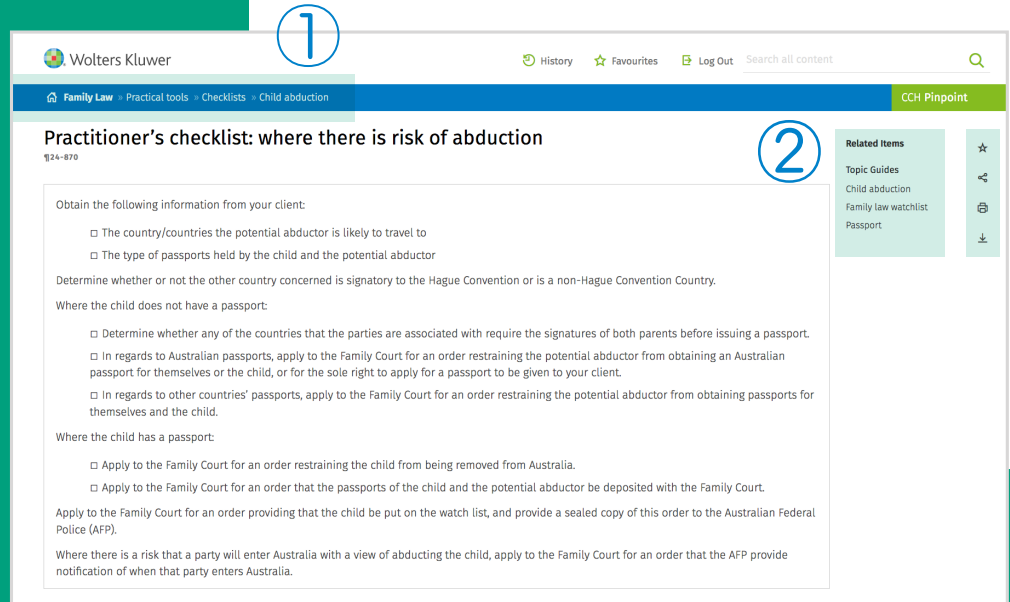 1
Wolters Kluwer
History Favourites Log Out Search all content
Family Law » Practical tools » Checklists » Child abduction
CCH Pinpoint
Practitioner's checklist: where there is risk of abduction
¶24-870
2
Related Items
Topic Guides
Child abduction
Family law watchlist
Passport
Obtain the following information from your client:
□ The country/countries the potential abductor is likely to travel to
□ The type of passports held by the child and the potential abductor
Determine whether or not the other country concerned is signatory to the Hague Convention or is a non-Hague Convention Country.
Where the child does not have a passport:
□ Determine whether any of the countries that the parties are associated with require the signatures of both parents before issuing a passport.
□ In regards to Australian passports, apply to the Family Court for an order restraining the potential abductor from obtaining an Australian
passport for themselves or the child, or for the sole right to apply for a passport to be given to your client.
□ In regards to other countries' passports, apply to the Family Court for an order restraining the potential abductor from obtaining passports for
themselves and the child.
Where the child has a passport:
□ Apply to the Family Court for an order restraining the child from being removed from Australia.
□ Apply to the Family Court for an order that the passports of the child and the potential abductor be deposited with the Family Court.
Apply to the Family Court for an order providing that the child be put on the watch list, and provide a sealed copy of this order to the Australian Federal
Police (AFP).
Where there is a risk that a party will enter Australia with a view of abducting the child, apply to the Family Court for an order that the AFP provide
notification of when that party enters Australia.